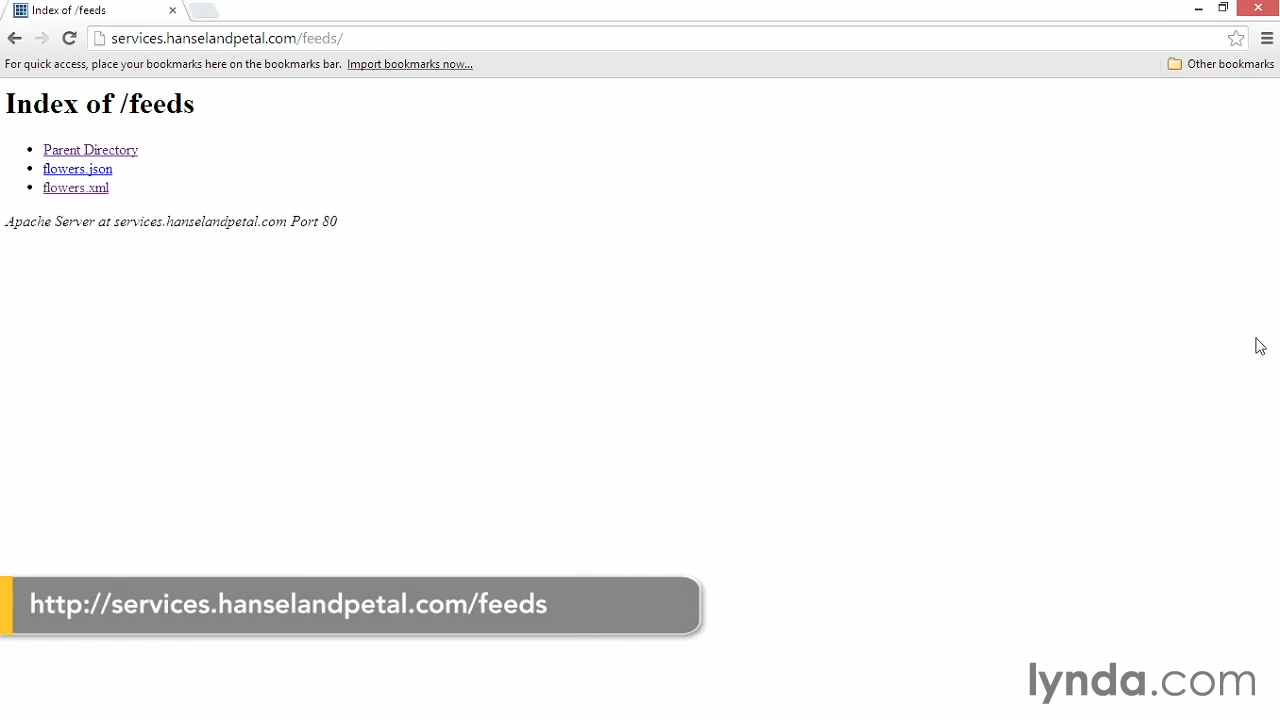 Index of /feeds
services.hanselandpetal.com/feeds/
For quick access, place your bookmarks here on the bookmarks bar. Import bookmarks now...
Other bookmarks
Index of /feeds
Parent Directory
flowers.json
flowers.xml
Apache Server at services.hanselandpetal.com Port 80
http://services.hanselandpetal.com/feeds
lynda.com